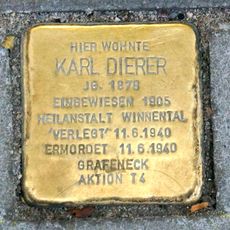 HIER WOHNTE
KARL DIERER
JG. 1879
EINGEWIESEN 1905
HEILANSTALT WINNENTAL
"VERLEGT" 11.6.1940
ERMORDET 11.6.1940
GRAFENECK
AKTION T4